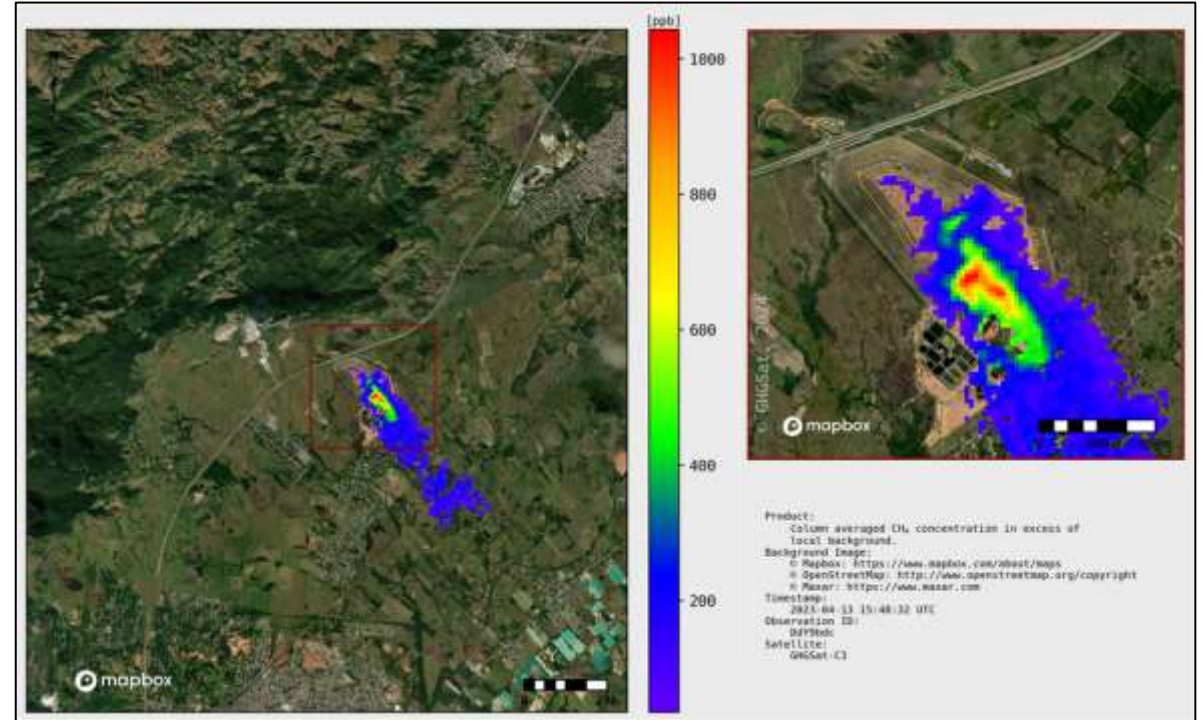 [ppb]
1000
800
600
400
200
mapbox
© GHGSat, 2024
mapbox
Product:
Column averaged CH₄ concentration in excess of
local background.
Background Image:
© Mapbox: https://www.mapbox.com/about/maps
© OpenStreetMap: http://www.openstreetmap.org/copyright
© Maxar: https://www.maxar.com
Timestamp:
2023-04-13 15:48:32 UTC
Observation ID:
Satellite:
GHGSat-C3